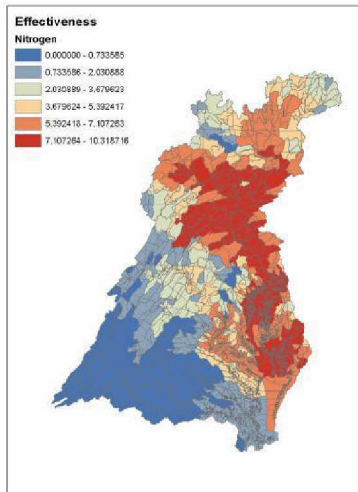 Effectiveness
Nitrogen
0.000000 - 0.733585
0.733586 - 2.030888
2.030889 - 3.679623
3.679624 - 5.392417
5.392418 - 7.107263
7.107264 - 10.318716